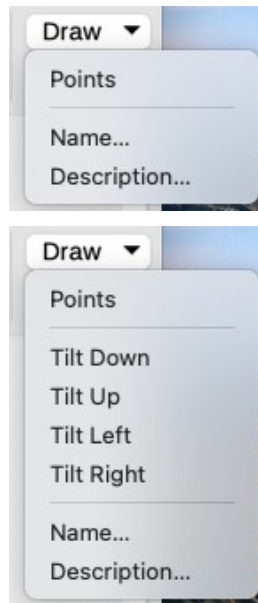 Draw
Points
Name...
Description...
Draw
Points
Tilt Down
Tilt Up
Tilt Left
Tilt Right
Name...
Description...